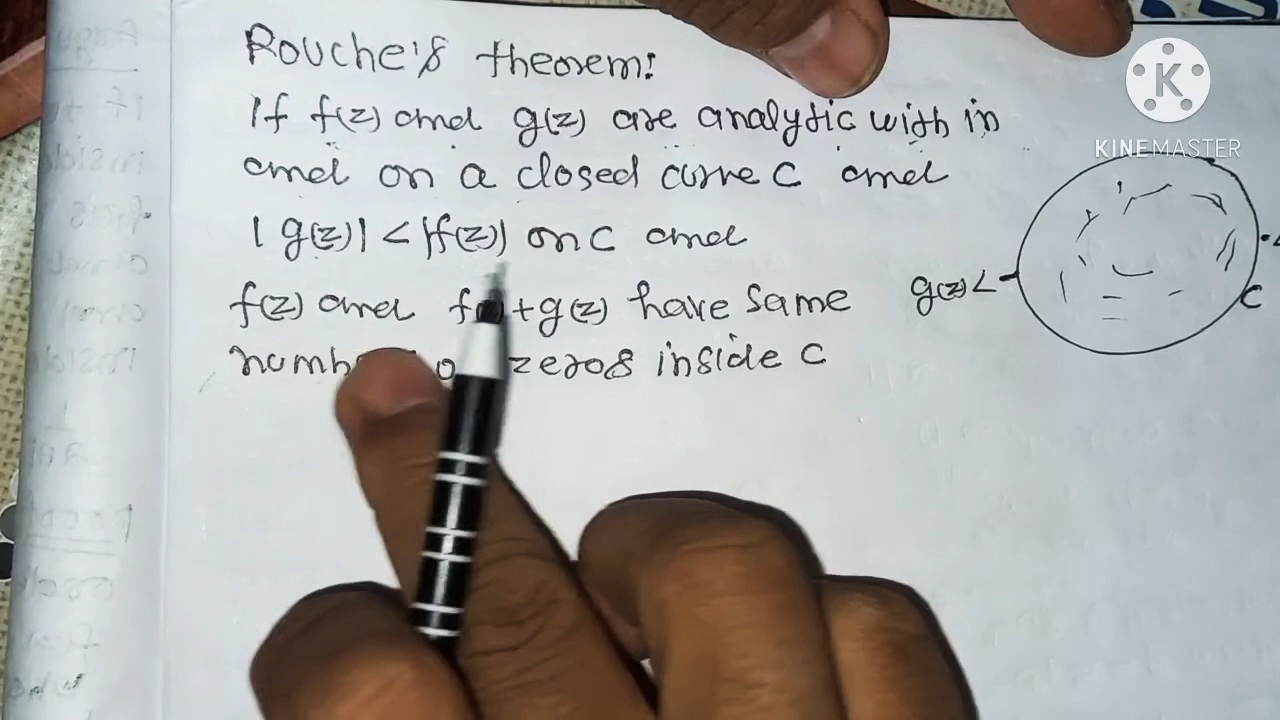 Rouche's theorem:
If f(z) and g(z) are analytic with in
and on a closed curve C and
|g(z)| < |f(z)| on C and
f(z) and +g(z) have same
zeros inside C
g(z) <
C
K
KINEMASTER